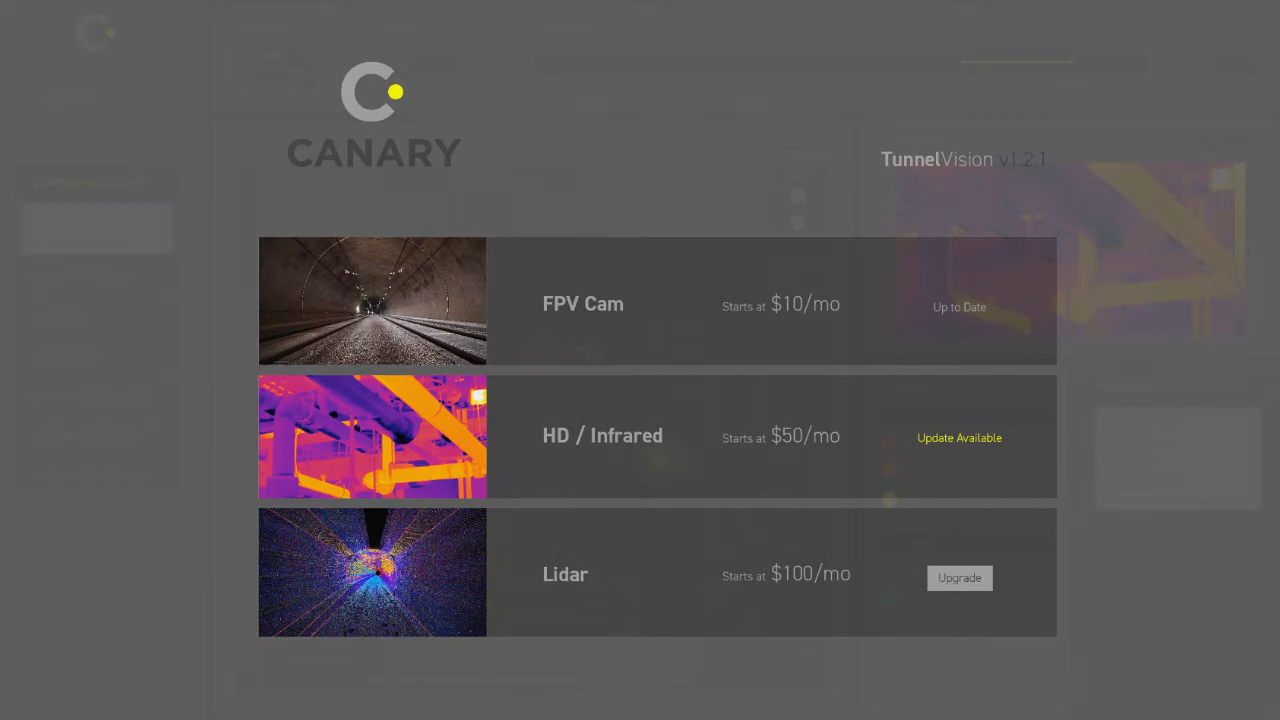 CANARY
TunnelVision v1.2.1
FPV Cam
Starts at $10/mo
Up to Date
HD / Infrared
Starts at $50/mo
Update Available
Lidar
Starts at $100/mo
Upgrade